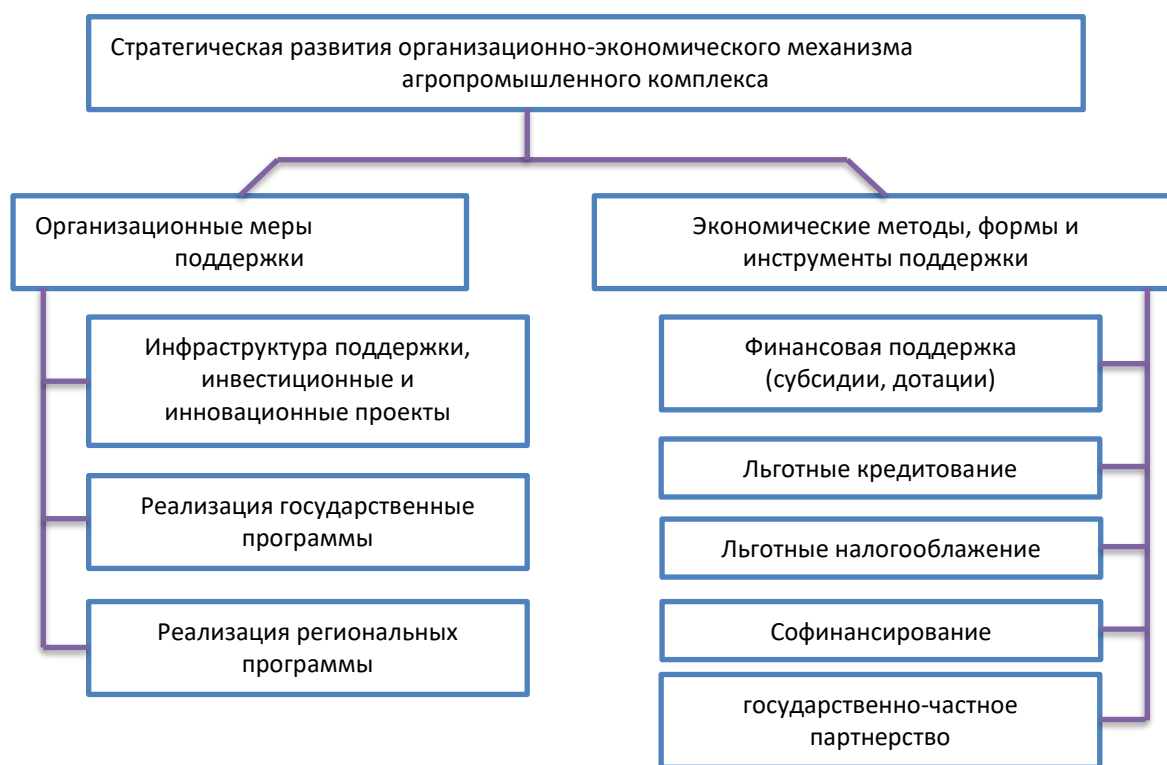 Стратегическая развития организационно-экономического механизма
агропромышленного комплекса
Организационные меры
поддержки
Экономические методы, формы и
инструменты поддержки
Инфраструктура поддержки,
инвестиционные и
инновационные проекты
Реализация государственные
программы
Реализация региональных
программы
Финансовая поддержка
(субсидии, дотации)
Льготные кредитование
Льготные налогооблажение
Софинансирование
государственно-частное
партнерство